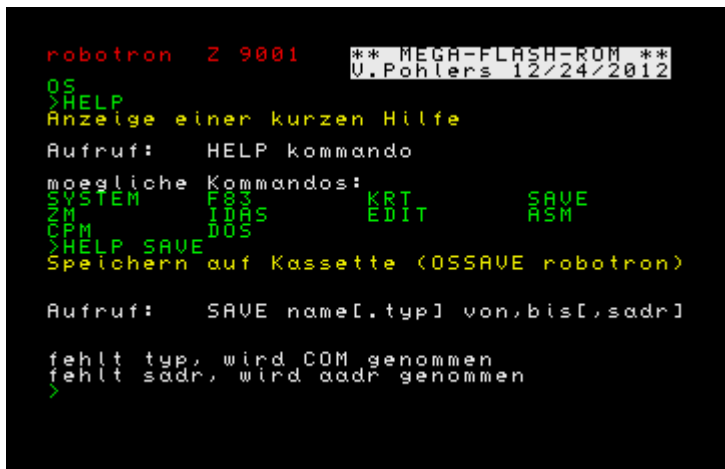 robotron Z 9001 ** MEGA-FLASH-ROM **
V.Pohlers 12/24/2012
OS
>HELP
Anzeige einer kurzen Hilfe
Aufruf: HELP kommando
moegliche Kommandos:
SYSTEM F83 KRT SAVE
ZM IDAS EDIT ASM
CPM DOS
>HELP SAVE
Speichern auf Kassette (OSSAVE robotron)
Aufruf: SAVE name[.typ] von,bis[,sadr]
fehlt typ, wird COM genommen
fehlt sadr, wird aadr genommen
>